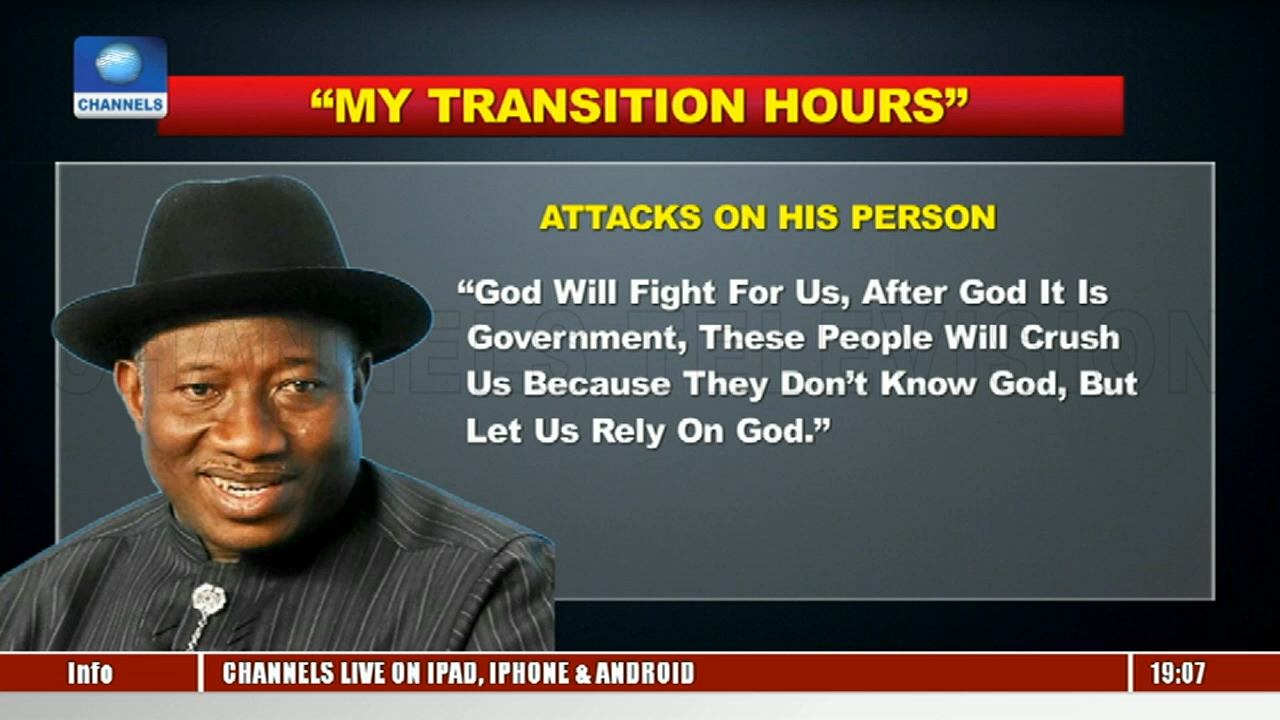 CHANNELS
“MY TRANSITION HOURS”
ATTACKS ON HIS PERSON
“God Will Fight For Us, After God It Is
Government, These People Will Crush
Us Because They Don’t Know God, But
Let Us Rely On God.”
CHANNELS TELEVISION
Info
CHANNELS LIVE ON IPAD, IPHONE & ANDROID
19:07